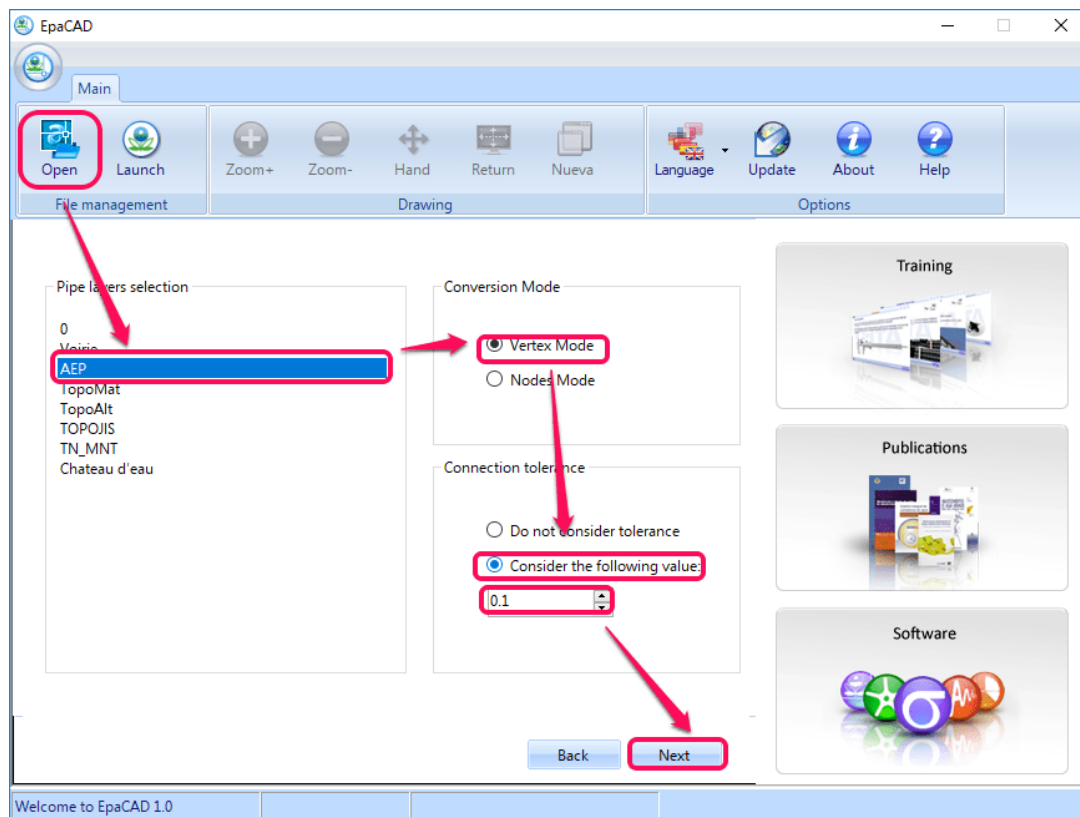 EpaCAD
Main
Open
Launch
Zoom+
Zoom-
Hand
Return
Nueva
Language
Update
About
Help
File management
Drawing
Options
Pipe layers selection
0
Voirie
AEP
TopoMat
TopoAlt
TOPOJIS
TN_MNT
Chateau d'eau
Conversion Mode
Vertex Mode
Nodes Mode
Connection tolerance
Do not consider tolerance
Consider the following value:
0.1
Back
Next
Training
Publications
Software
Welcome to EpaCAD 1.0